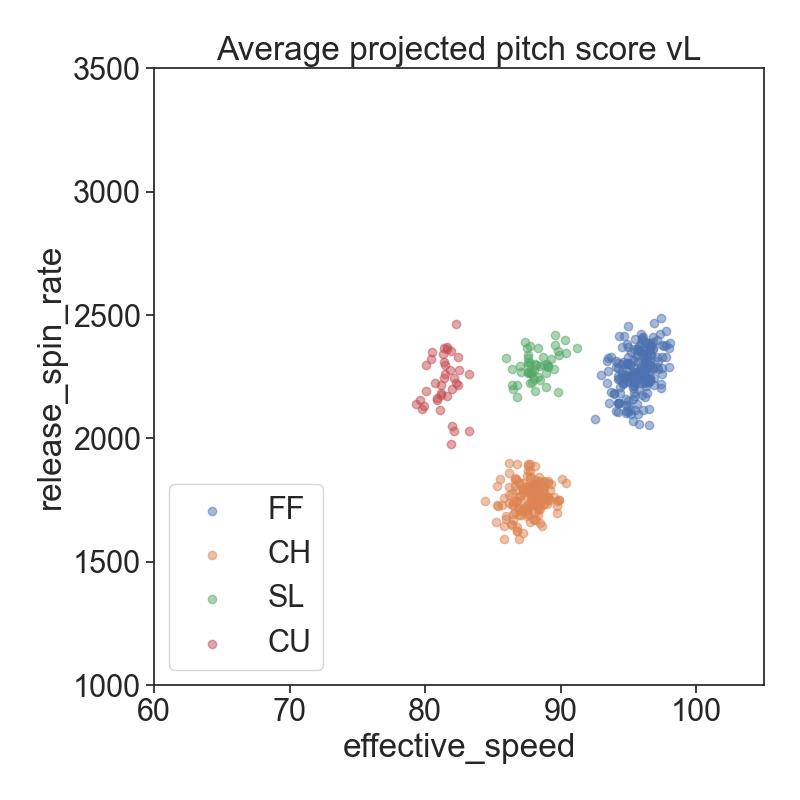 Average projected pitch score vL
3500
3000
2500
2000
1500
1000
release_spin_rate
FF
CH
SL
CU
60 70 80 90 100
effective_speed